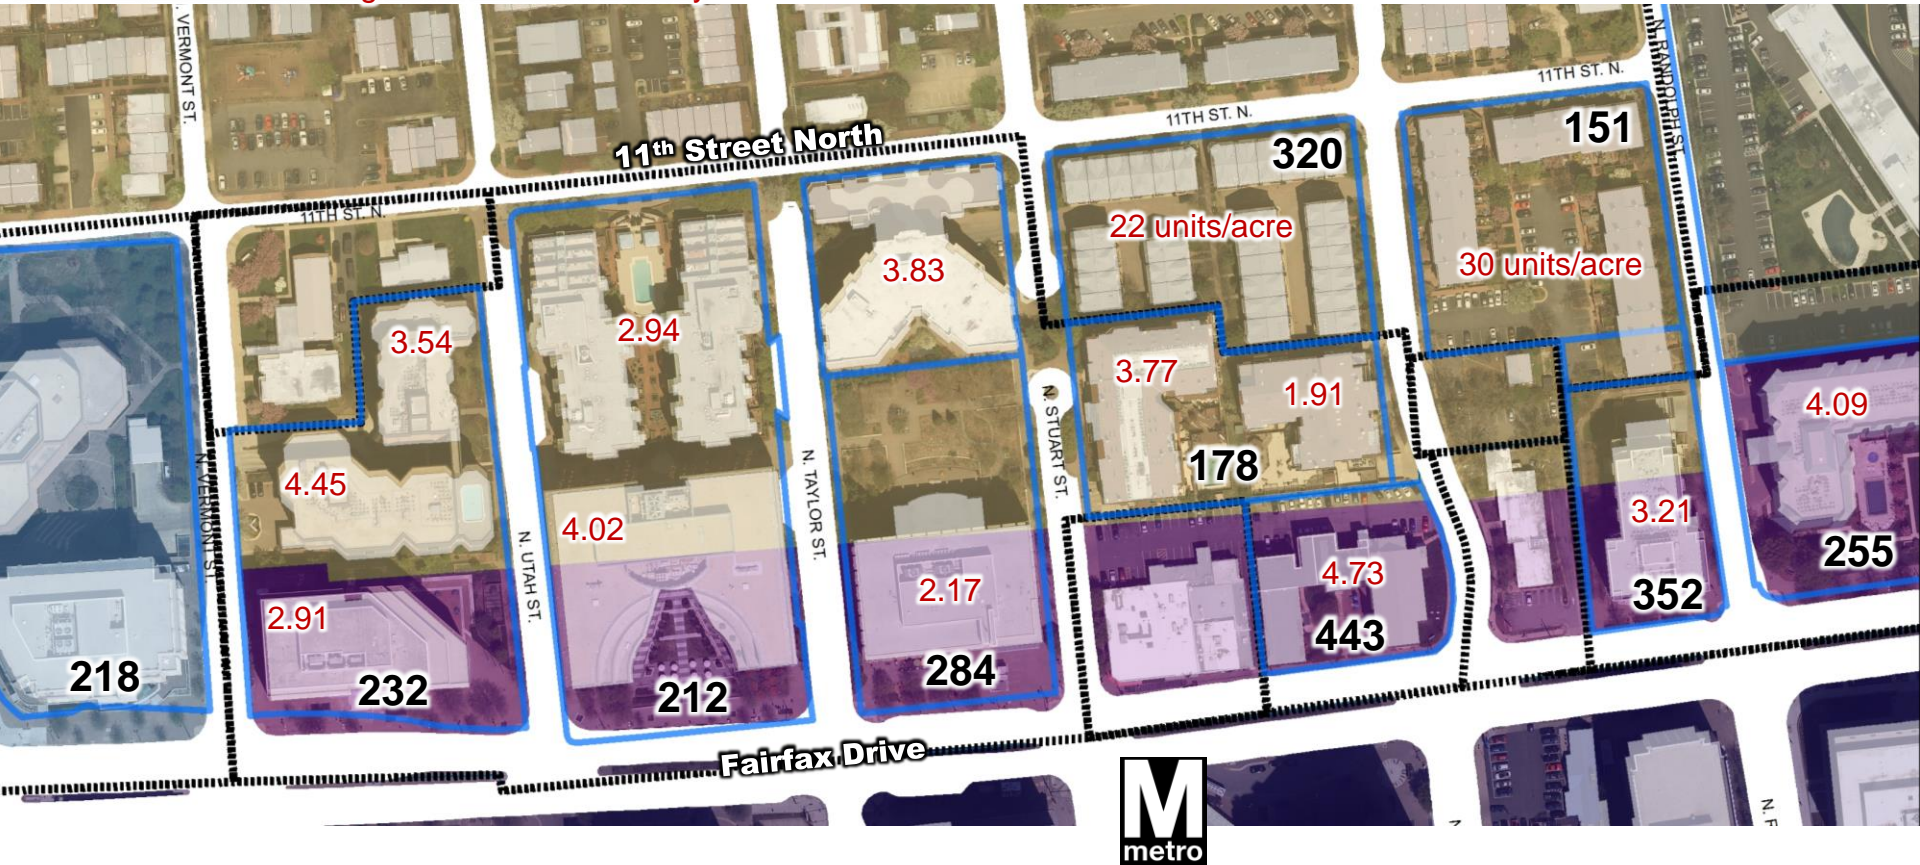 N. VERMONT ST.
N. RANDOLPH ST.
11TH ST. N.
11TH ST. N.
11th Street North
151
320
11TH ST. N.
22 units/acre
30 units/acre
3.83
3.54
2.94
3.77
1.91
4.09
N. STUART ST.
178
4.45
N. VERMONT ST.
N. TAYLOR ST.
4.02
3.21
255
N. UTAH ST.
4.73
2.17
352
2.91
443
218
232
212
284
Fairfax Drive
M
metro